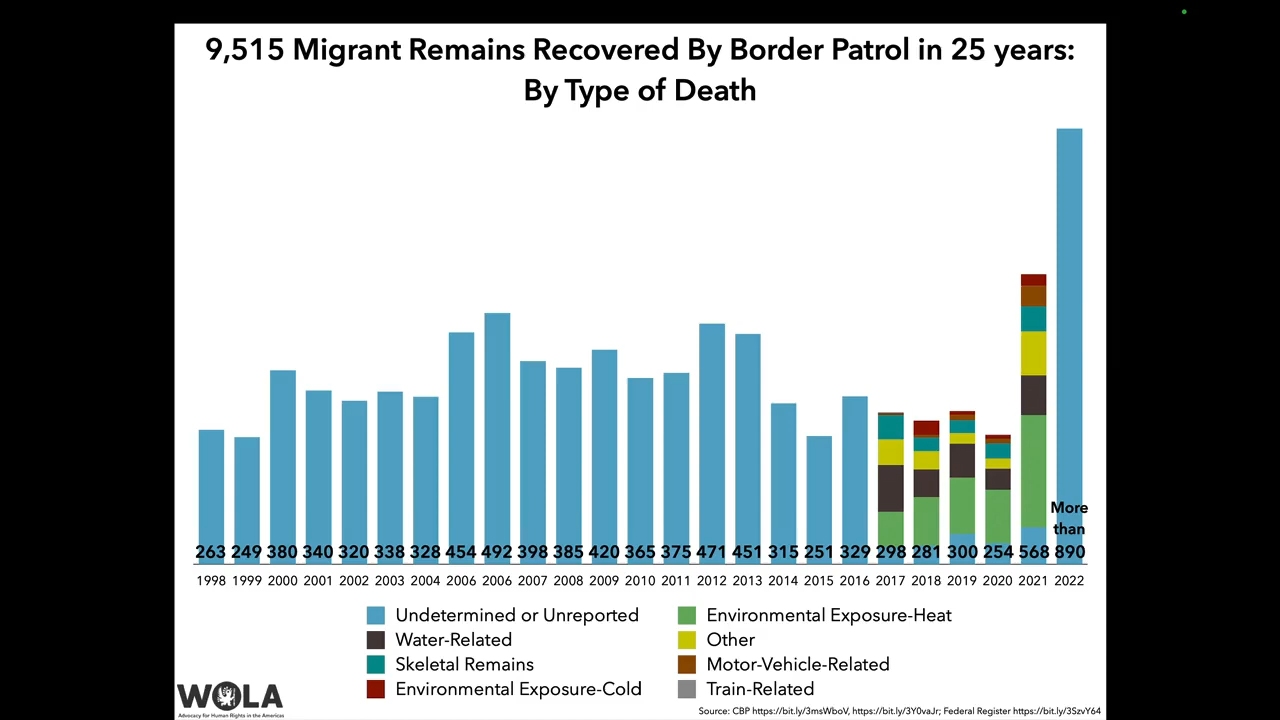 9,515 Migrant Remains Recovered By Border Patrol in 25 years:
By Type of Death
More
than
263 249 380 340 320 338 328 454 492 398 385 420 365 375 471 451 315 251 329 298 281 300 254 568 890
1998 1999 2000 2001 2002 2003 2004 2006 2006 2007 2008 2009 2010 2011 2012 2013 2014 2015 2016 2017 2018 2019 2020 2021 2022
Undetermined or Unreported
Environmental Exposure-Heat
Water-Related
Other
Skeletal Remains
Motor-Vehicle-Related
Environmental Exposure-Cold
Train-Related
WOLA
Advocacy for Human Rights in the Americas
Source: CBP https://bit.ly/3msWboV, https://bit.ly/3Y0vaJr; Federal Register https://bit.ly/3SzvY64